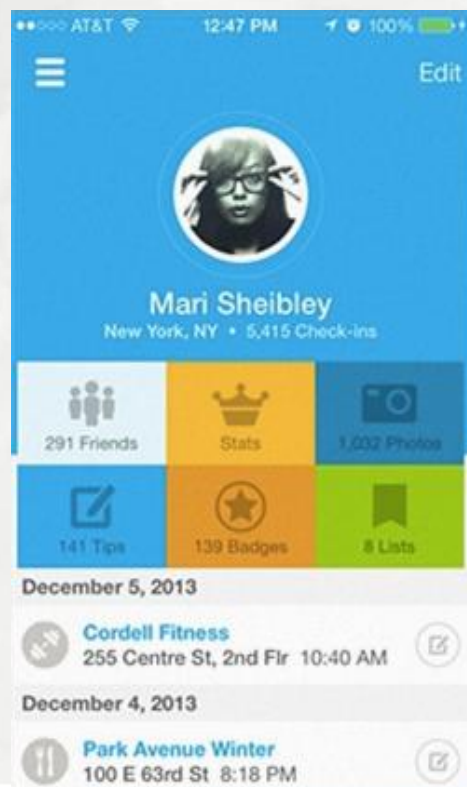 AT&T 12:47 PM 100%
Edit
Mari Sheibley
New York, NY • 5,415 Check-ins
291 Friends Stats 1,032 Photos
141 Tips 139 Badges 8 Lists
December 5, 2013
Cordell Fitness
255 Centre St, 2nd Flr 10:40 AM
December 4, 2013
Park Avenue Winter
100 E 63rd St 8:18 PM